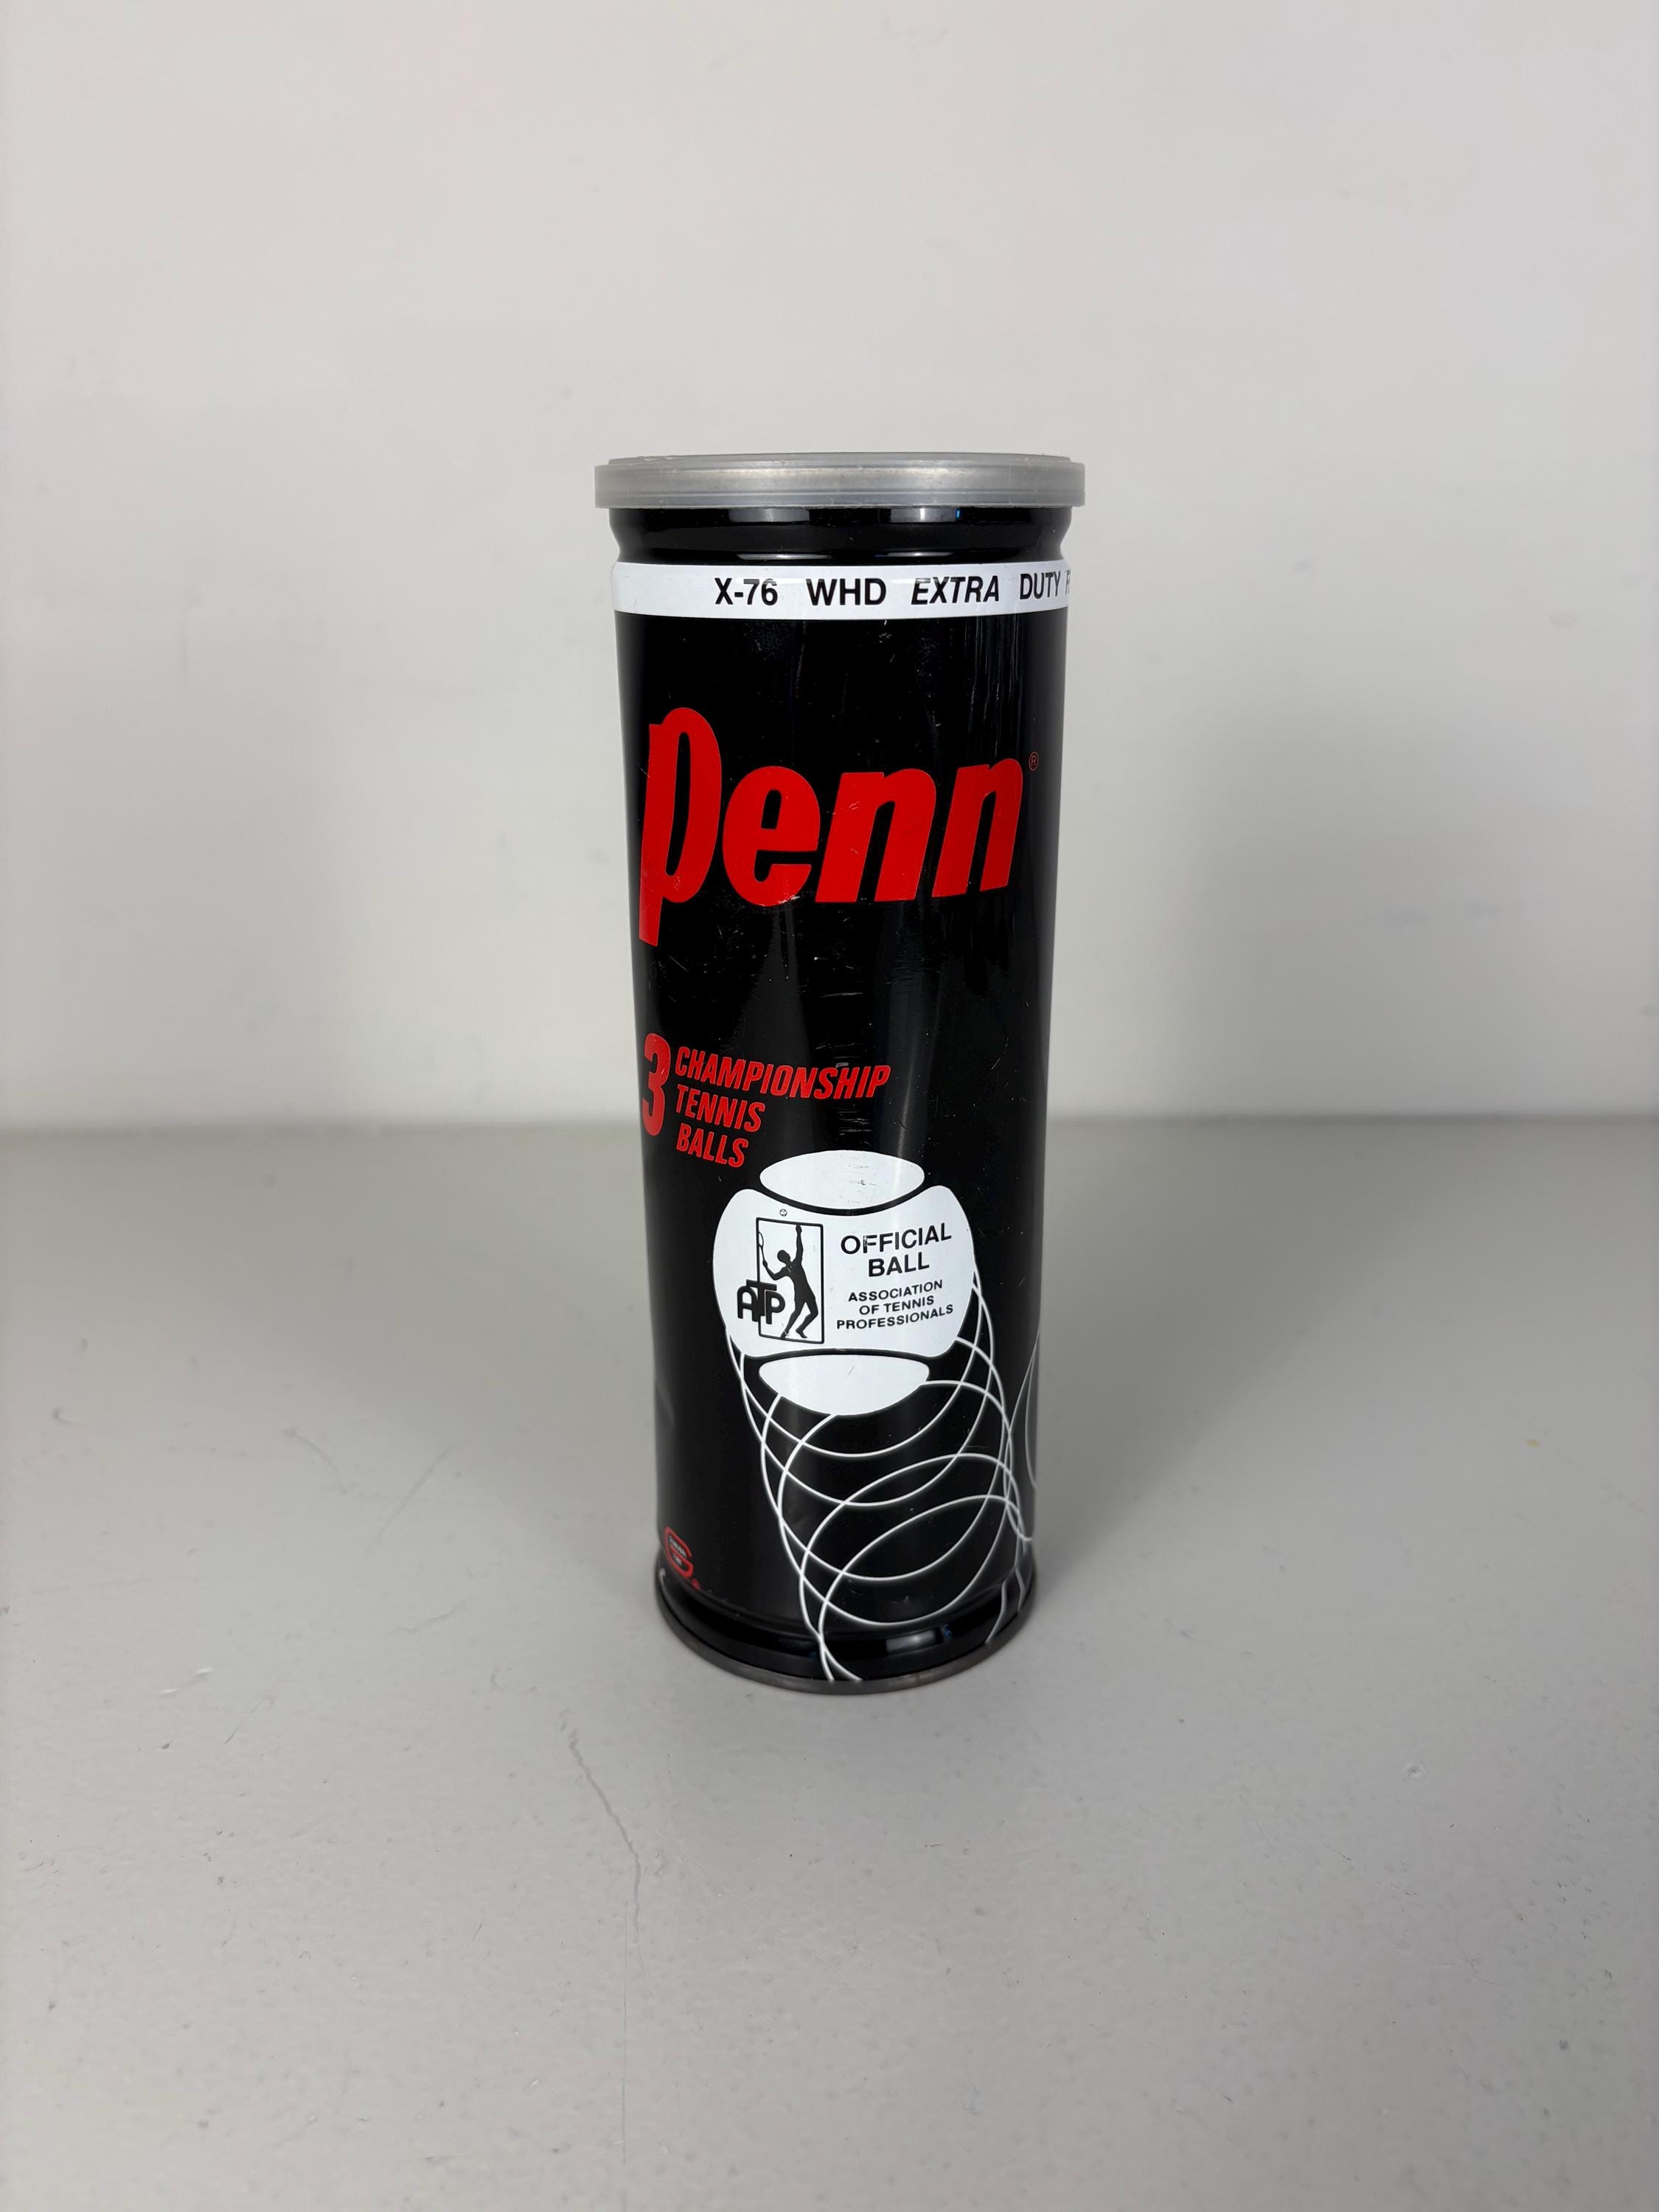 X-76 WHD EXTRA DUTY
penn®
3 CHAMPIONSHIP
TENNIS
BALLS
ATP
OFFICIAL
BALL
ASSOCIATION
OF TENNIS
PROFESSIONALS